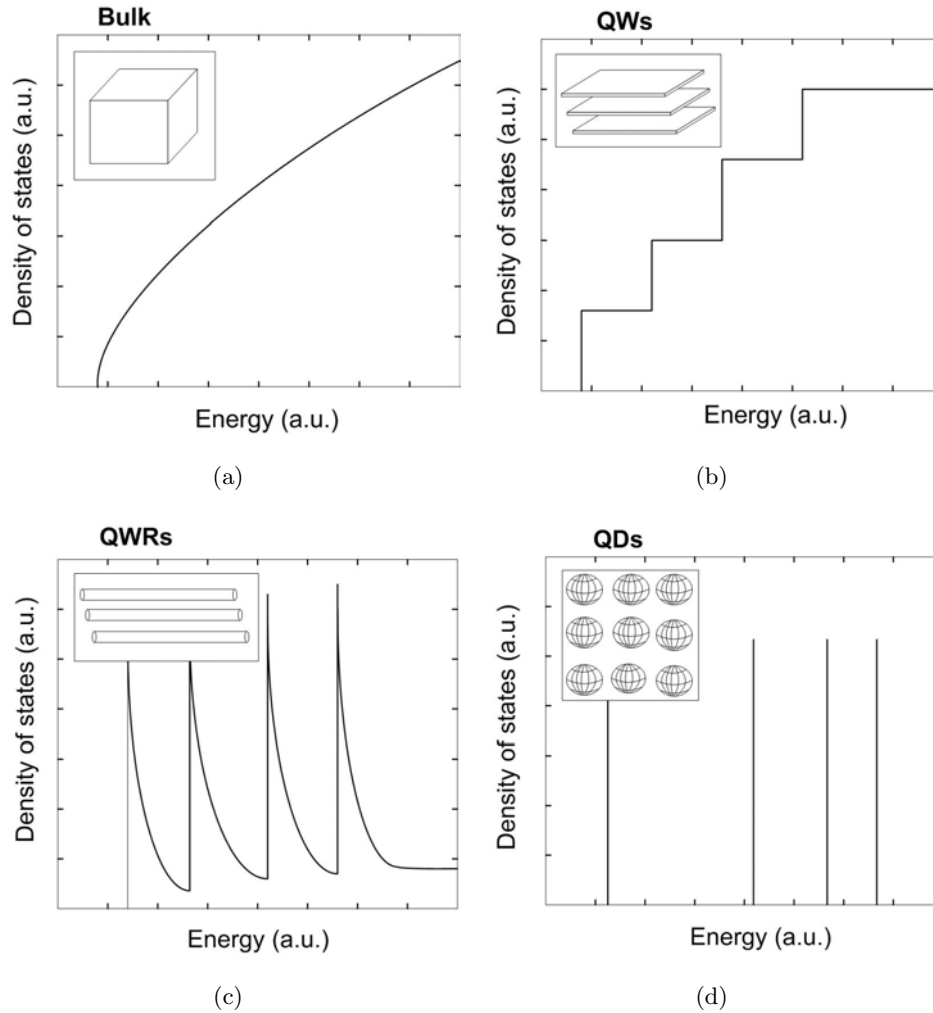 Bulk
Density of states (a.u.)
Energy (a.u.)
(a)
QWs
Density of states (a.u.)
Energy (a.u.)
(b)
QWRs
Density of states (a.u.)
Energy (a.u.)
(c)
QDs
Density of states (a.u.)
Energy (a.u.)
(d)